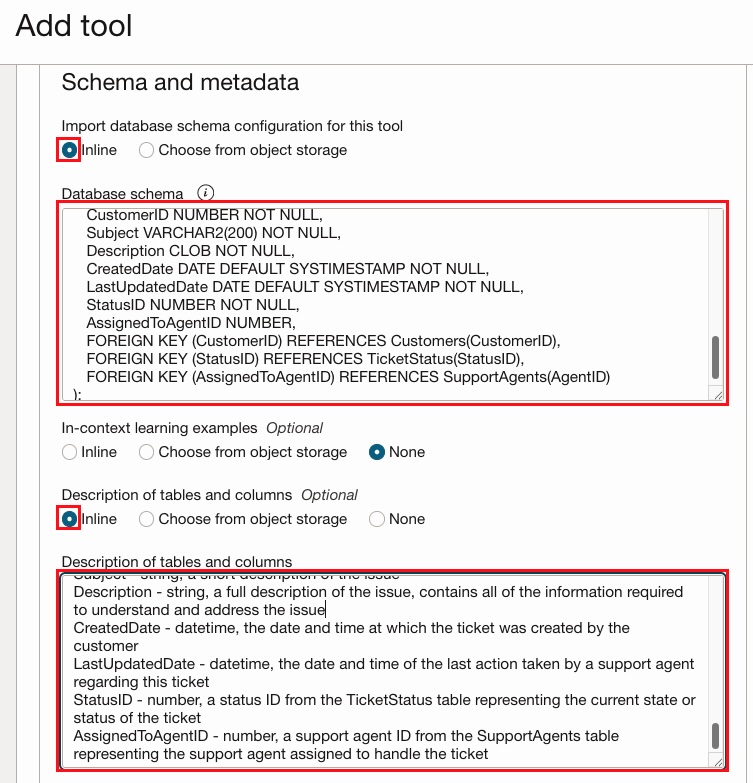 Add tool
Schema and metadata
Import database schema configuration for this tool
Inline Choose from object storage
Database schema i
CustomerID NUMBER NOT NULL,
Subject VARCHAR2(200) NOT NULL,
Description CLOB NOT NULL,
CreatedDate DATE DEFAULT SYSTIMESTAMP NOT NULL,
LastUpdatedDate DATE DEFAULT SYSTIMESTAMP NOT NULL,
StatusID NUMBER NOT NULL,
AssignedToAgentID NUMBER,
FOREIGN KEY (CustomerID) REFERENCES Customers(CustomerID),
FOREIGN KEY (StatusID) REFERENCES TicketStatus(StatusID),
FOREIGN KEY (AssignedToAgentID) REFERENCES SupportAgents(AgentID)
);
In-context learning examples Optional
Inline Choose from object storage None
Description of tables and columns Optional
Inline Choose from object storage None
Description of tables and columns
Subject - string, a short description of the issue
Description - string, a full description of the issue, contains all of the information required
to understand and address the issue
CreatedDate - datetime, the date and time at which the ticket was created by the
customer
LastUpdatedDate - datetime, the date and time of the last action taken by a support agent
regarding this ticket
StatusID - number, a status ID from the TicketStatus table representing the current state or
status of the ticket
AssignedToAgentID - number, a support agent ID from the SupportAgents table
representing the support agent assigned to handle the ticket